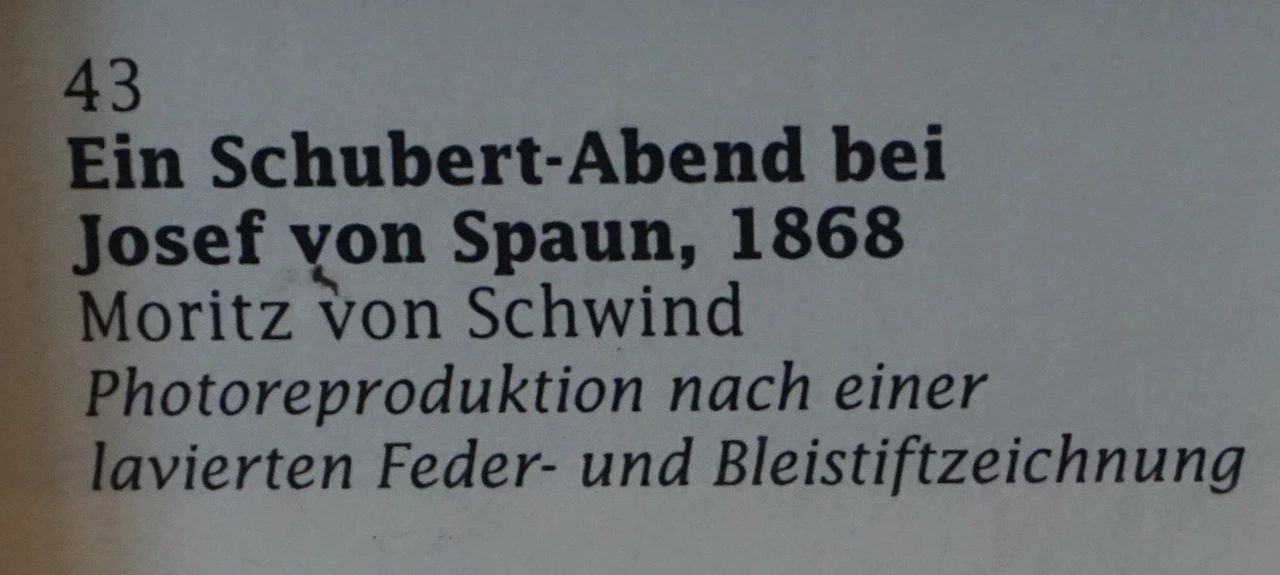 43
Ein Schubert-Abend bei
Josef von Spaun, 1868
Moritz von Schwind
Photoreproduktion nach einer
lavierten Feder- und Bleistiftzeichnung